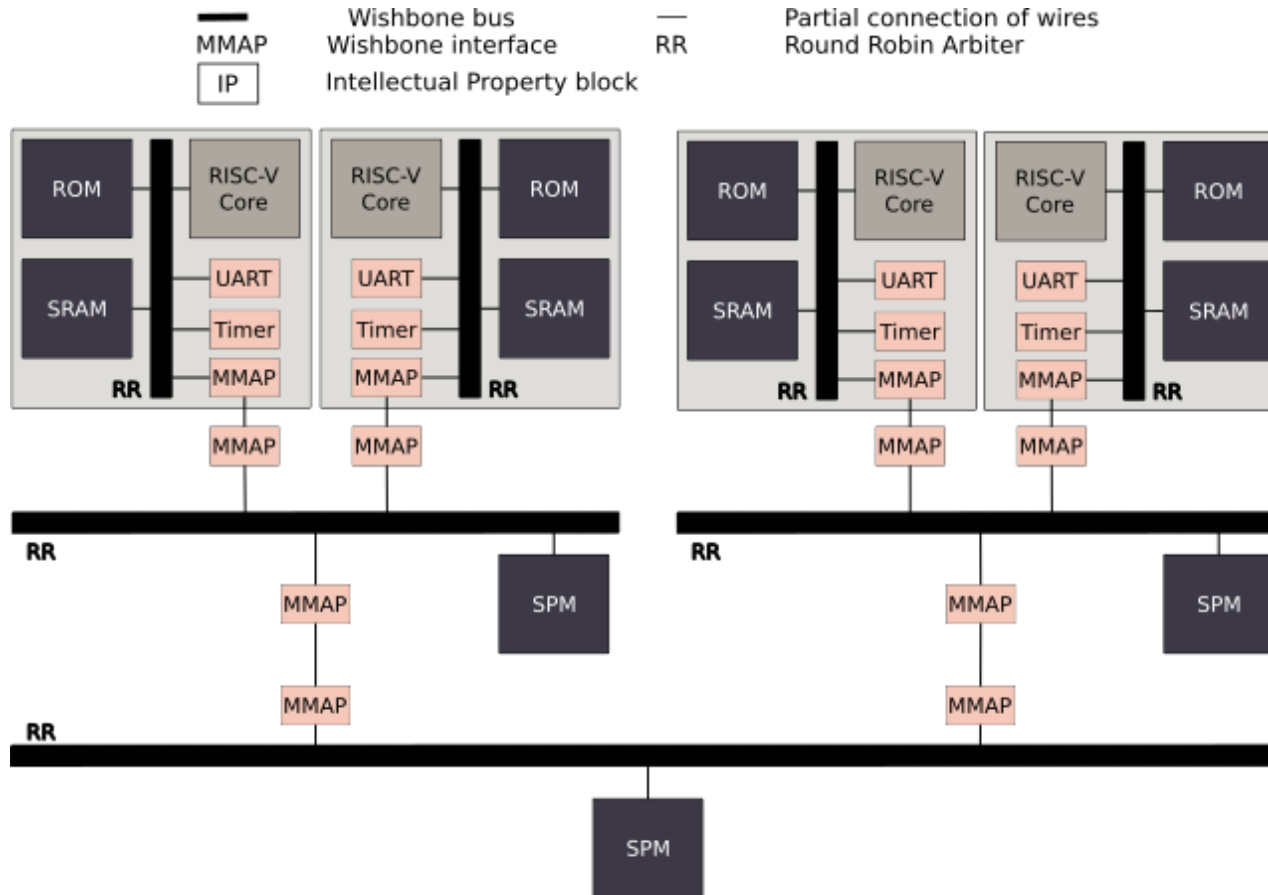 Wishbone bus Partial connection of wires
MMAP Wishbone interface RR Round Robin Arbiter
IP Intellectual Property block
ROM RISC-V Core RISC-V Core ROM ROM RISC-V Core RISC-V Core ROM
UART UART UART UART
SRAM SRAM SRAM SRAM
Timer Timer Timer Timer
RR MMAP MMAP RR RR MMAP MMAP RR
MMAP MMAP MMAP MMAP
RR RR
MMAP SPM MMAP SPM
MMAP MMAP
RR
SPM